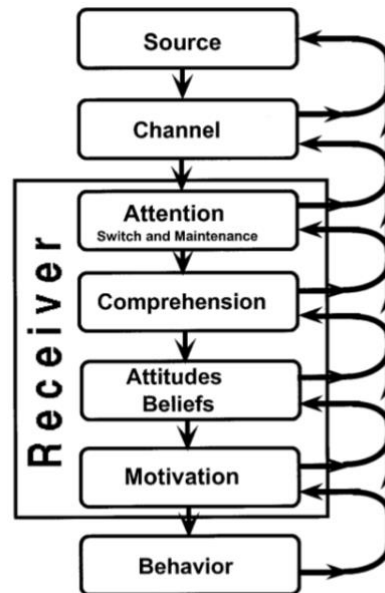 Source
Channel
Receiver
Attention
Switch and Maintenance
Comprehension
Attitudes
Beliefs
Motivation
Behavior